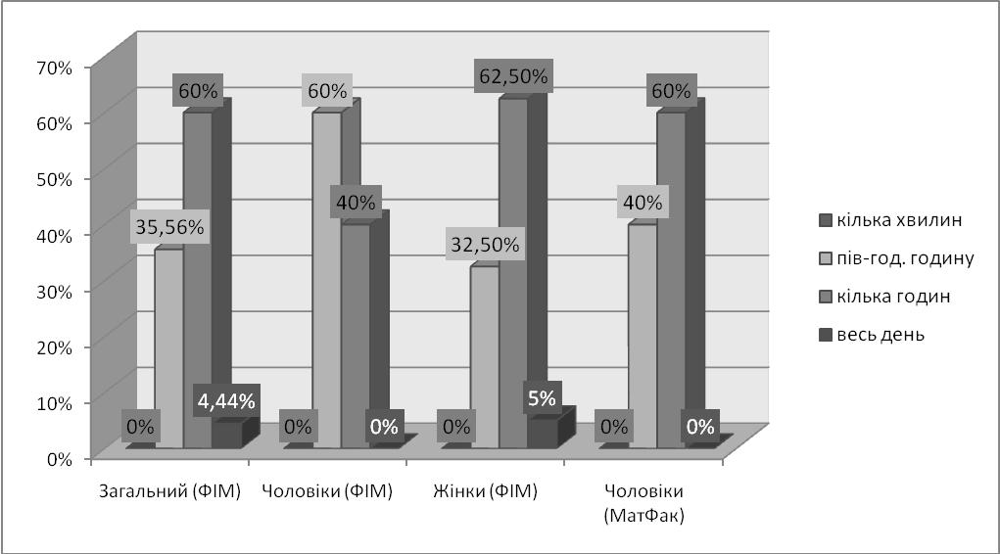 70%
60%
50%
40%
30%
20%
10%
0%
0%
35,56%
60%
4,44%
0%
60%
40%
0%
0%
32,50%
62,50%
5%
0%
40%
60%
0%
Загальний (ФІМ)
Чоловіки (ФІМ)
Жінки (ФІМ)
Чоловіки
(МатФак)
кілька хвилин
пів-год. годину
кілька годин
весь день